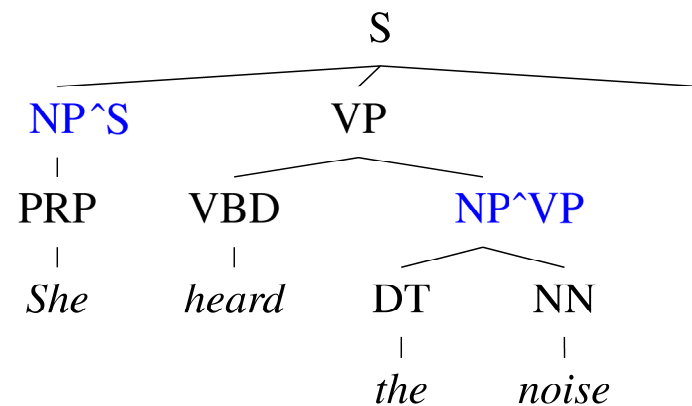 S
NP^S VP
PRP VBD NP^VP
She heard DT NN
the noise